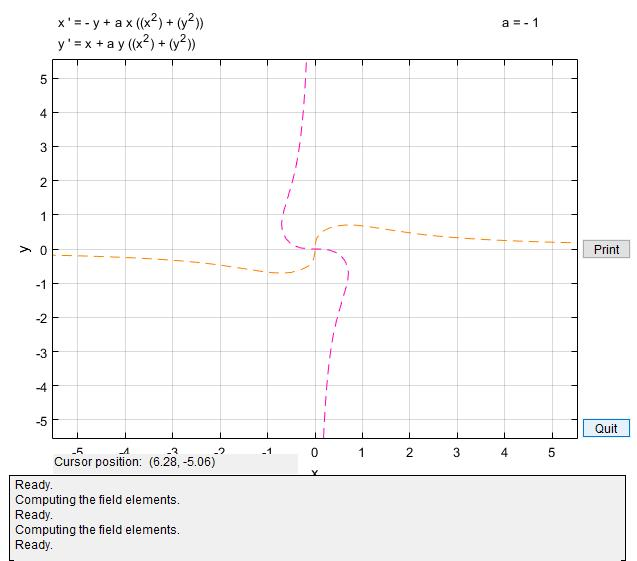 x ' = - y + a x ((x²) + (y²)) a = - 1
y ' = x + a y ((x²) + (y²))
5
4
3
2
1
y 0 Print
-1
-2
-3
-4
-5 Quit
-5 -4 -3 -2 -1 0 1 2 3 4 5
Cursor position: (6.28, -5.06) x
Ready.
Computing the field elements.
Ready.
Computing the field elements.
Ready.